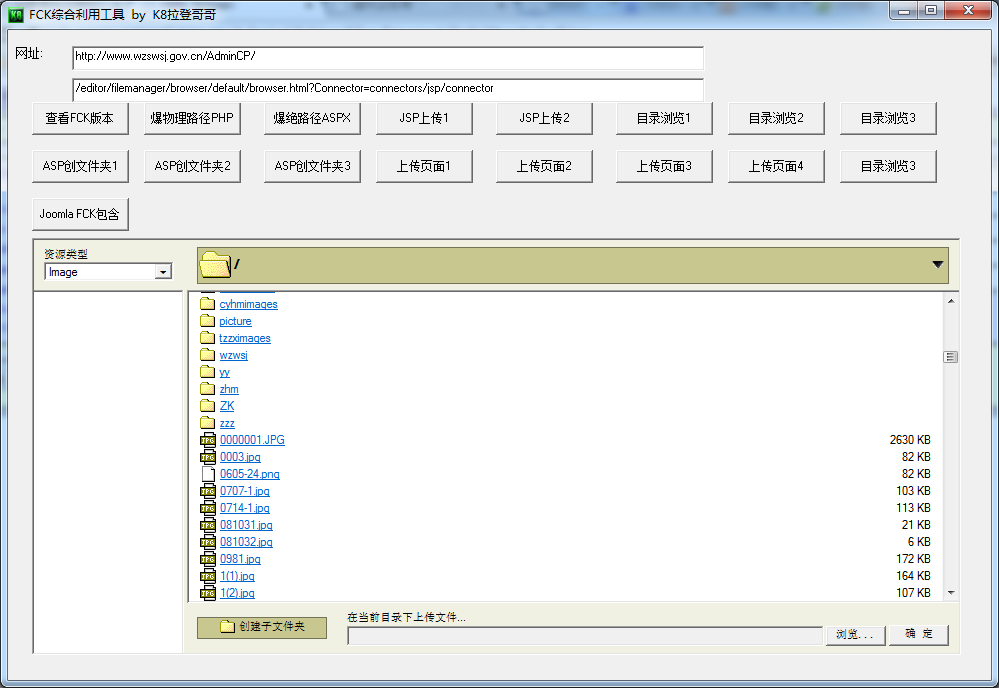 FCK综合利用工具 by K8拉登哥哥
网址:
http://www.wzswsj.gov.cn/AdminCP/
/editor/filemanager/browser/default/browser.html?Connector=connectors/jsp/connector
查看FCK版本 爆物理路径PHP 爆绝路径ASPX JSP上传1 JSP上传2 目录浏览1 目录浏览2 目录浏览3
ASP创文件夹1 ASP创文件夹2 ASP创文件夹3 上传页面1 上传页面2 上传页面3 上传页面4 目录浏览3
Joomla FCK包含
资源类型
Image
/
cyhmimages
picture
tzzximages
wzwsj
yy
zhm
ZK
zzz
0000001.JPG 2630 KB
0003.jpg 82 KB
0605-24.png 82 KB
0707-1.jpg 103 KB
0714-1.jpg 113 KB
081031.jpg 21 KB
081032.jpg 6 KB
0981.jpg 172 KB
1(1).jpg 164 KB
1(2).jpg 107 KB
创建子文件夹
在当前目录下上传文件...
浏览... 确 定